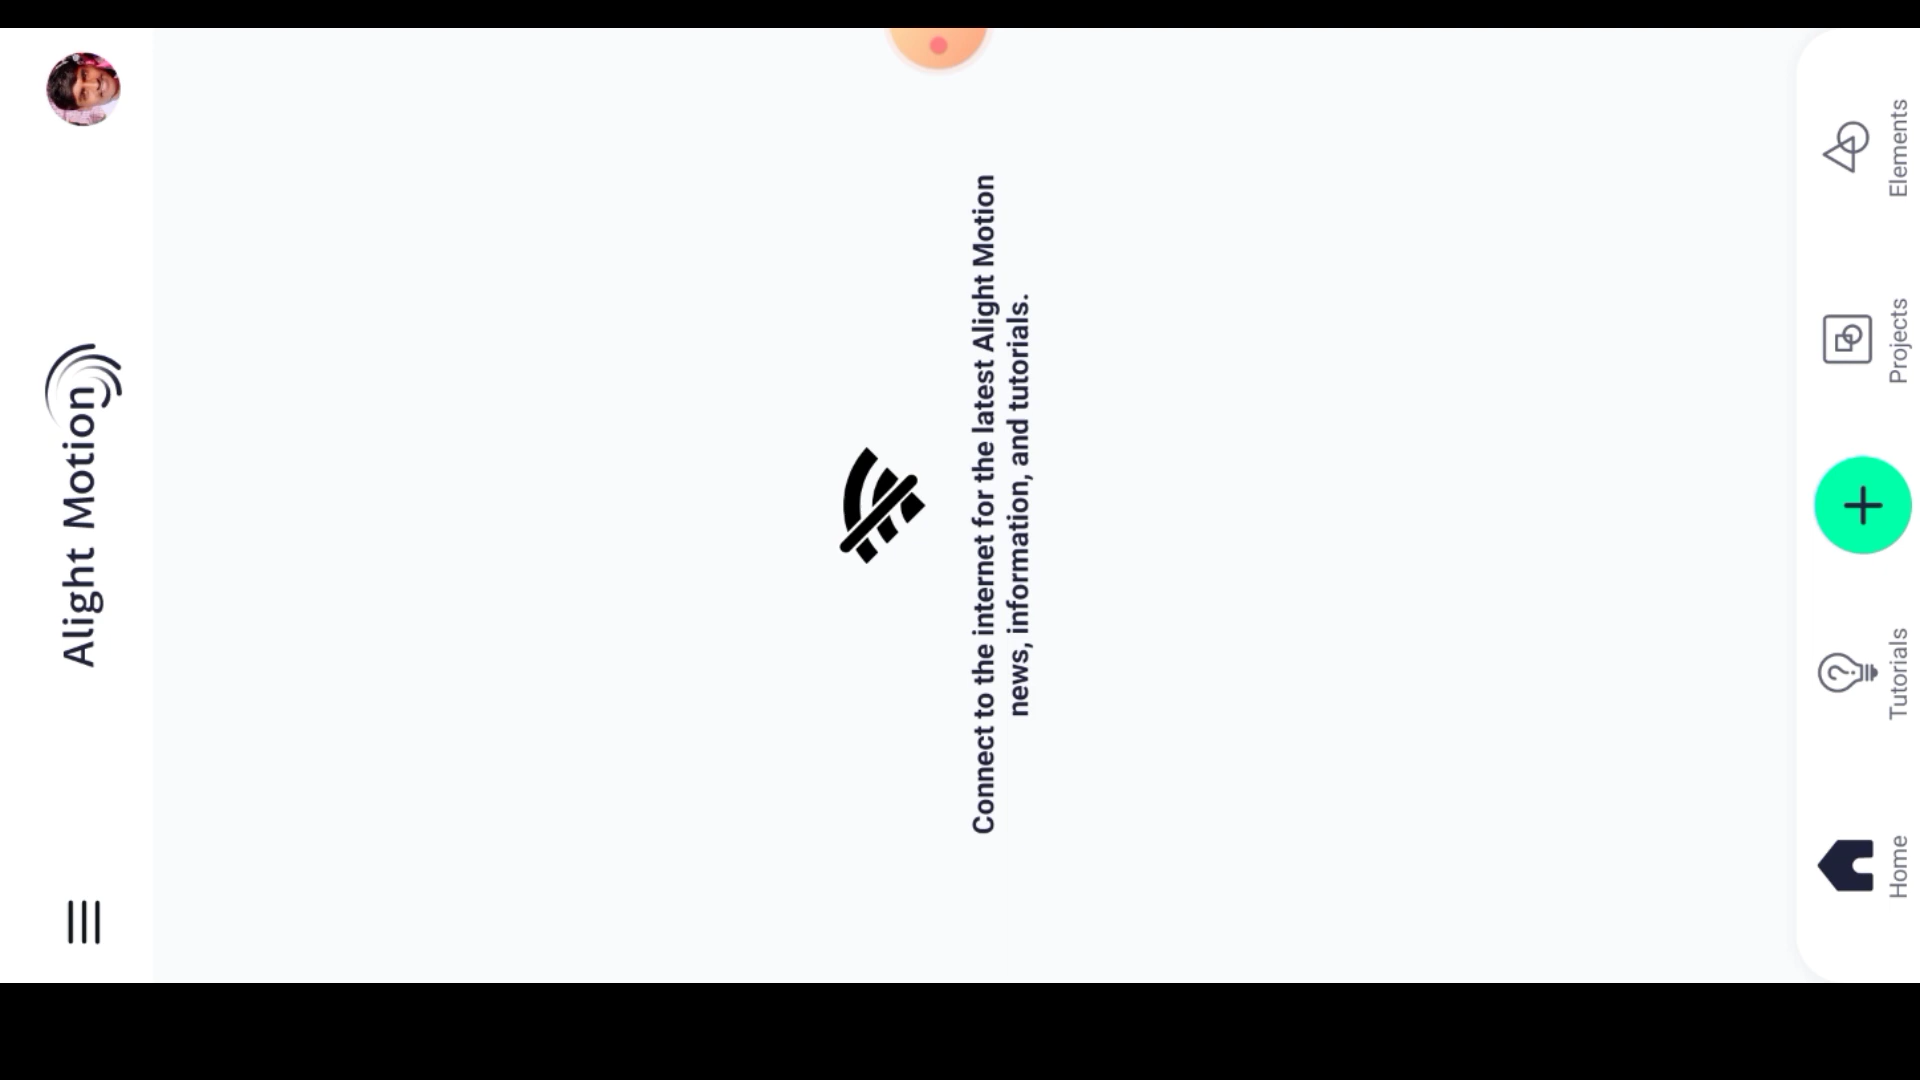 Alight Motion
Connect to the internet for the latest Alight Motion
news, information, and tutorials.
Home
Tutorials
Projects
Elements